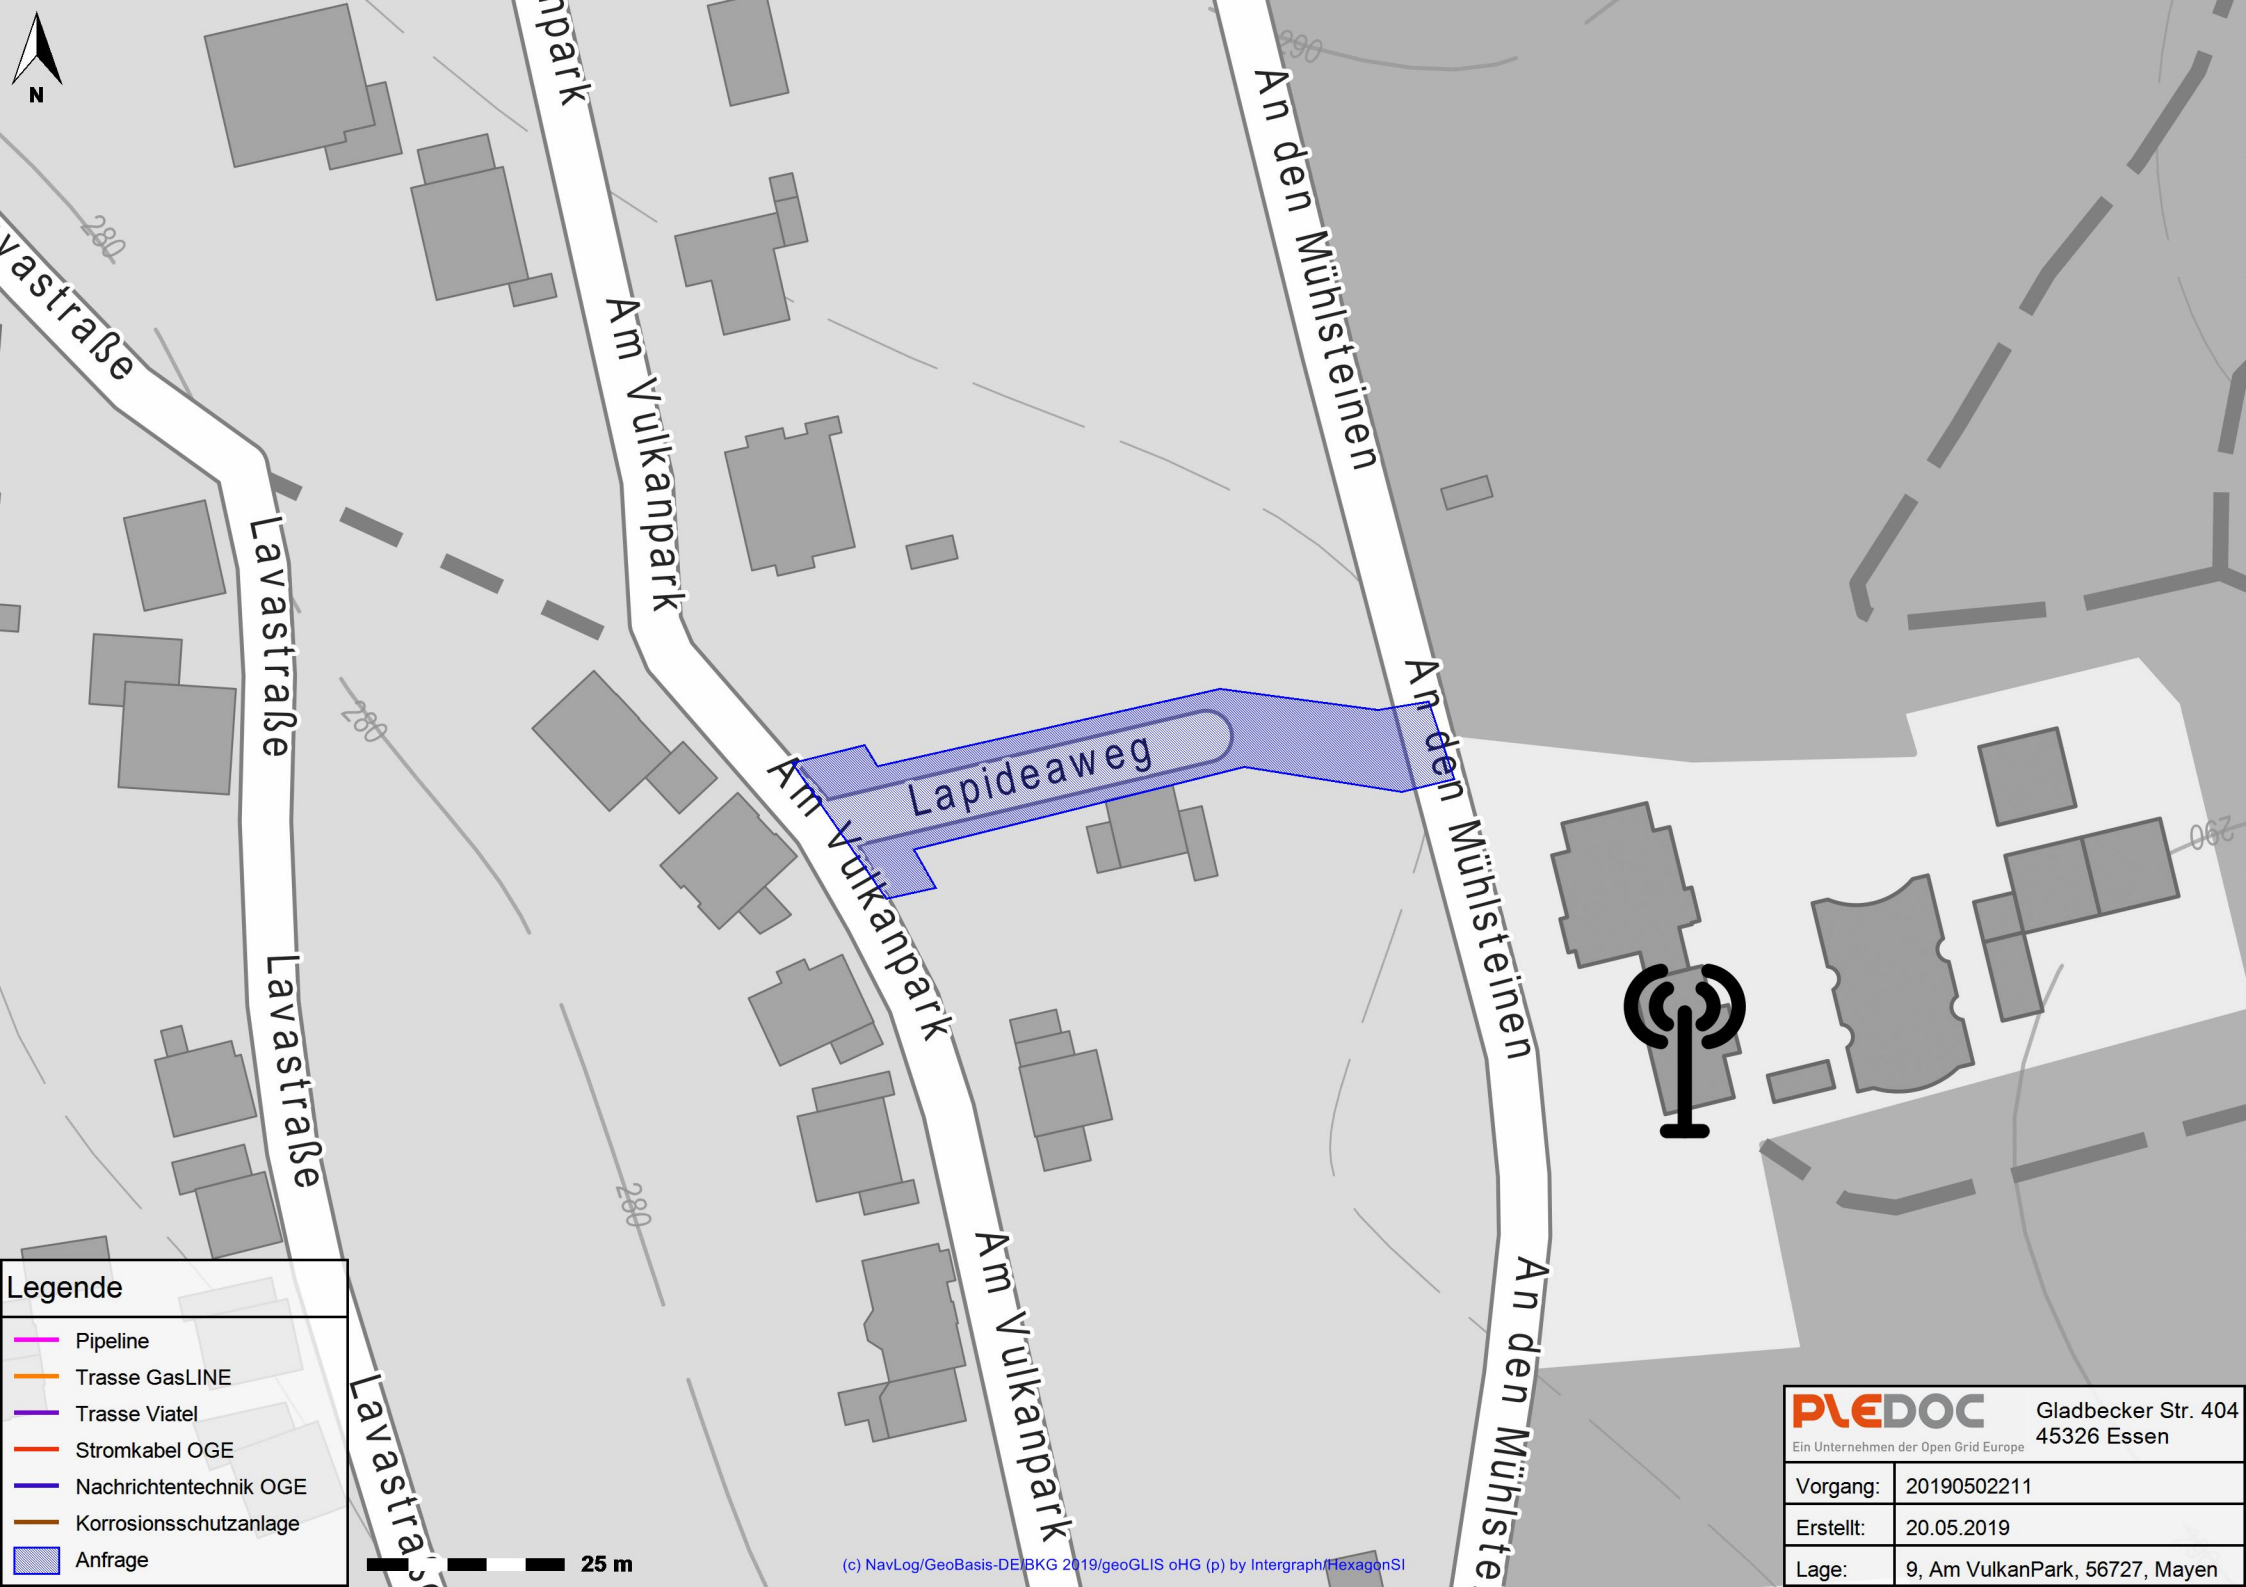 N
npark
290
An den Mühlsteinen
280
vastraße
Am Vulkanpark
Lavastraße
An den Mühlsteinen
280
Lapideaweg
Am Vulkanpark
290
Lavastraße
280
Am Vulkanpark
An den Mühlste
Lavastra
Legende
Pipeline
Trasse GasLINE
Trasse Viatel
Stromkabel OGE
Nachrichtentechnik OGE
Korrosionsschutzanlage
Anfrage
25 m
(c) NavLog/GeoBasis-DE/BKG 2019/geoGLIS oHG (p) by Intergraph/HexagonSI
PLEDOC
Ein Unternehmen der Open Grid Europe
Gladbecker Str. 404
45326 Essen
Vorgang: 20190502211
Erstellt: 20.05.2019
Lage: 9, Am VulkanPark, 56727, Mayen